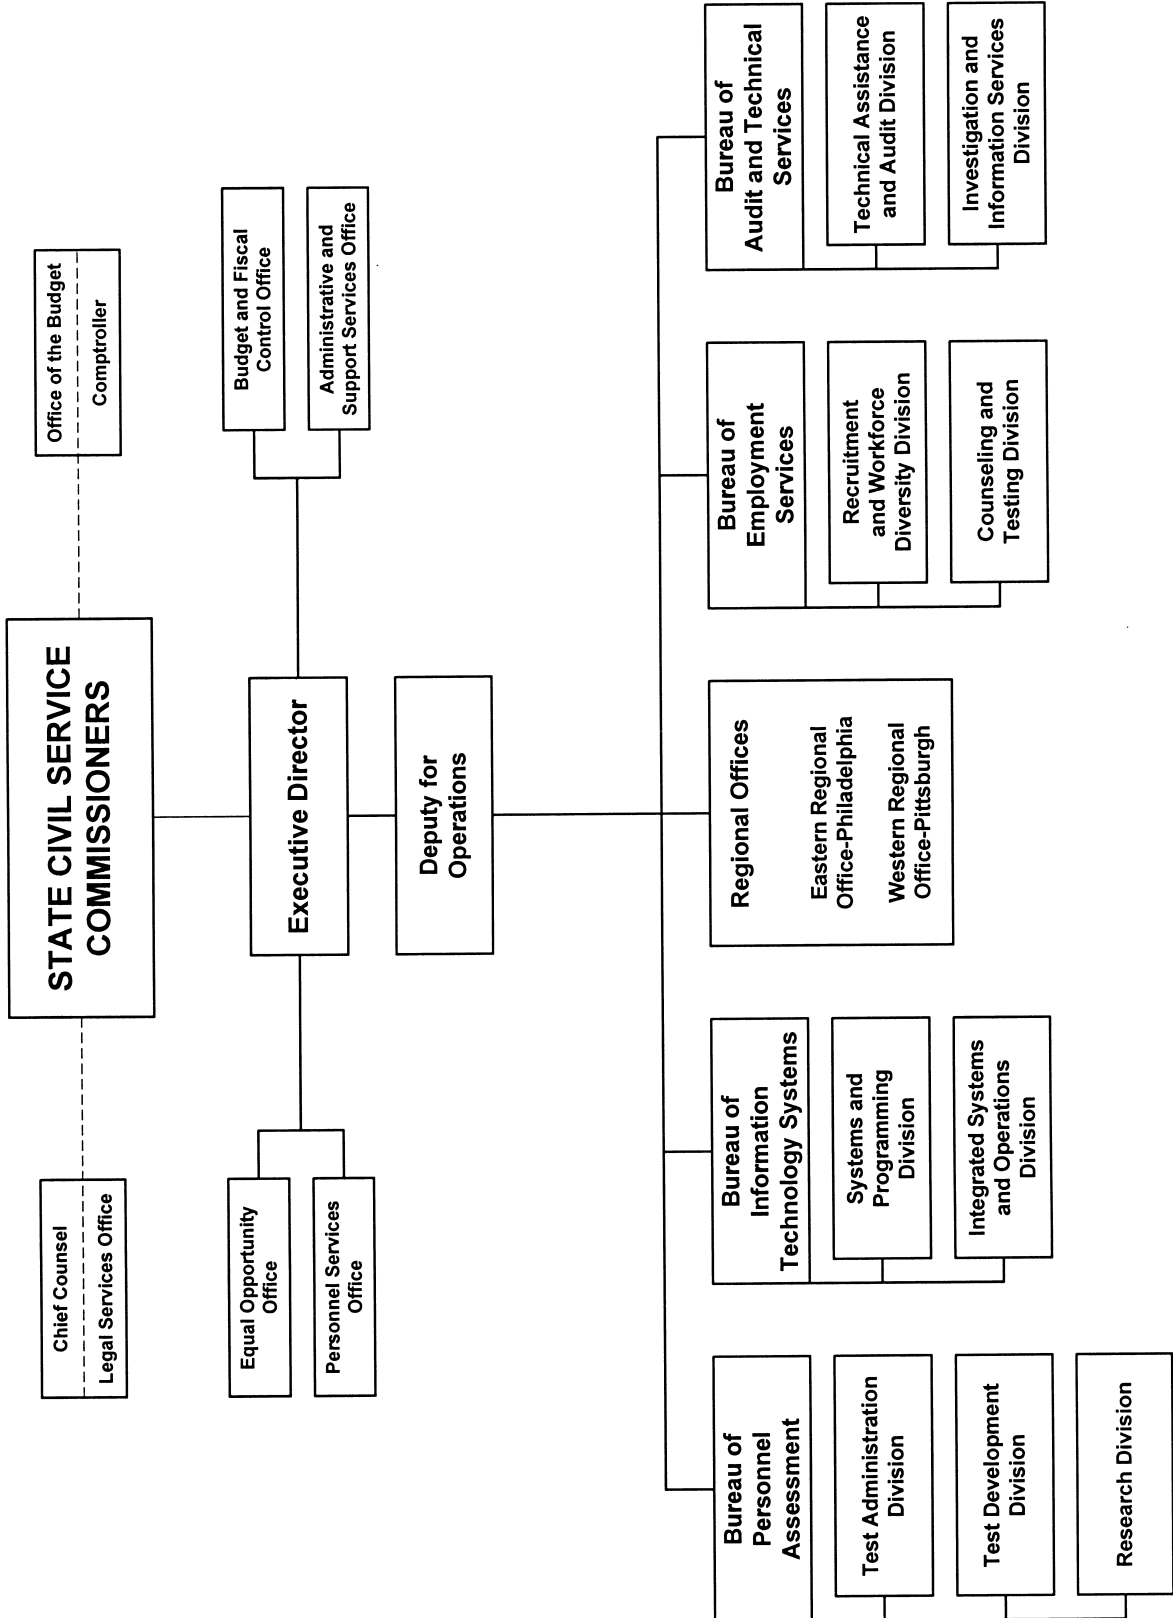 STATE CIVIL SERVICE
COMMISSIONERS
Chief Counsel
Legal Services Office
Office of the Budget
Comptroller
Executive Director
Equal Opportunity
Office
Personnel Services
Office
Budget and Fiscal
Control Office
Administrative and
Support Services Office
Deputy for
Operations
Bureau of
Personnel
Assessment
Test Administration
Division
Test Development
Division
Research Division
Bureau of
Information
Technology Systems
Systems and
Programming
Division
Integrated Systems
and Operations
Division
Regional Offices
Eastern Regional
Office-Philadelphia
Western Regional
Office-Pittsburgh
Bureau of
Employment
Services
Recruitment
and Workforce
Diversity Division
Counseling and
Testing Division
Bureau of
Audit and Technical
Services
Technical Assistance
and Audit Division
Investigation and
Information Services
Division